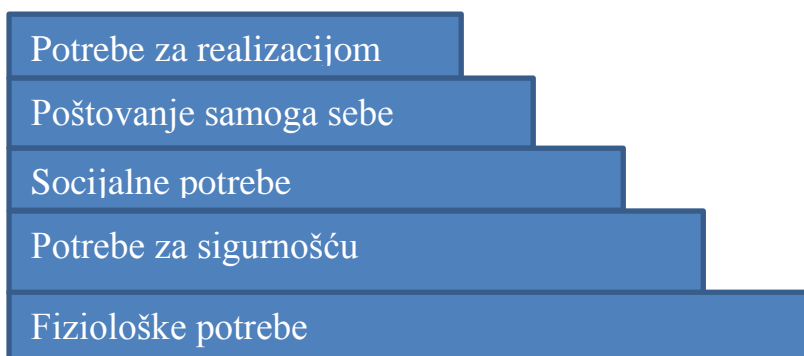 Potrebe za realizacijom
Poštovanje samoga sebe
Socijalne potrebe
Potrebe za sigurnošću
Fiziološke potrebe